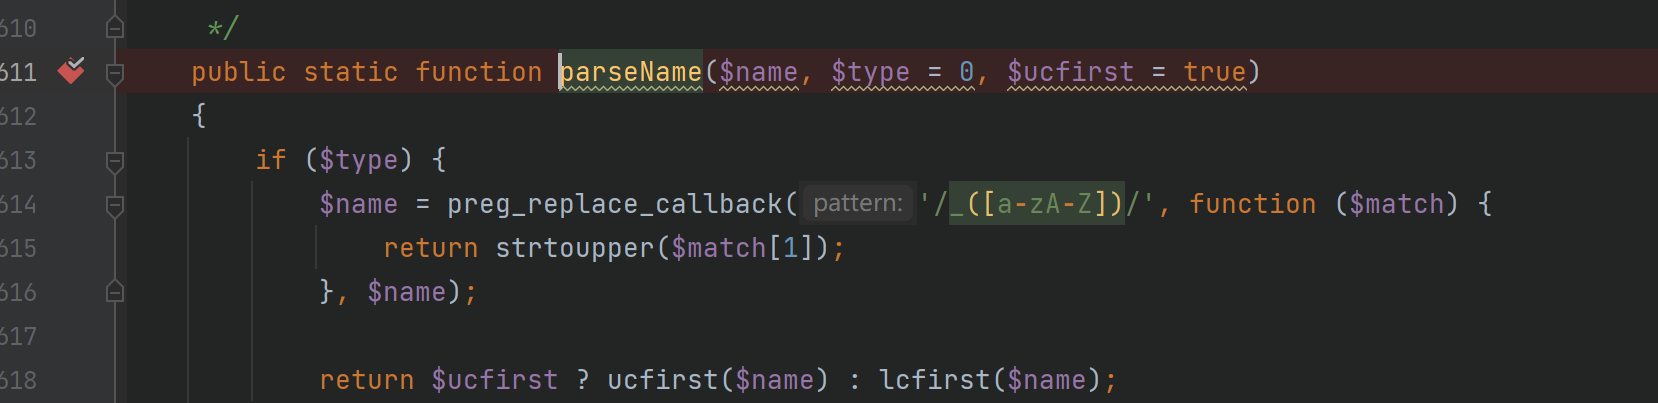 610 */
611 public static function parseName($name, $type = 0, $ucfirst = true)
612 {
613 if ($type) {
614 $name = preg_replace_callback( pattern: '/_([a-zA-Z])/', function ($match) {
615 return strtoupper($match[1]);
616 }, $name);
617
618 return $ucfirst ? ucfirst($name) : lcfirst($name);